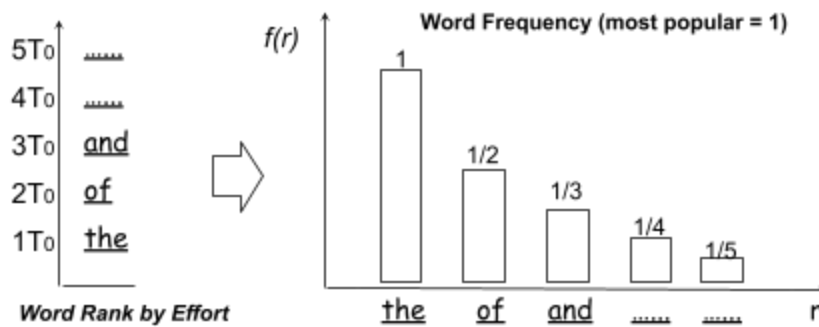 Word Frequency (most popular = 1)
f(r)
5T₀ ......
4T₀ ......
3T₀ and
2T₀ of
1T₀ the
Word Rank by Effort
1
1/2
1/3
1/4
1/5
the of and ...... ...... r